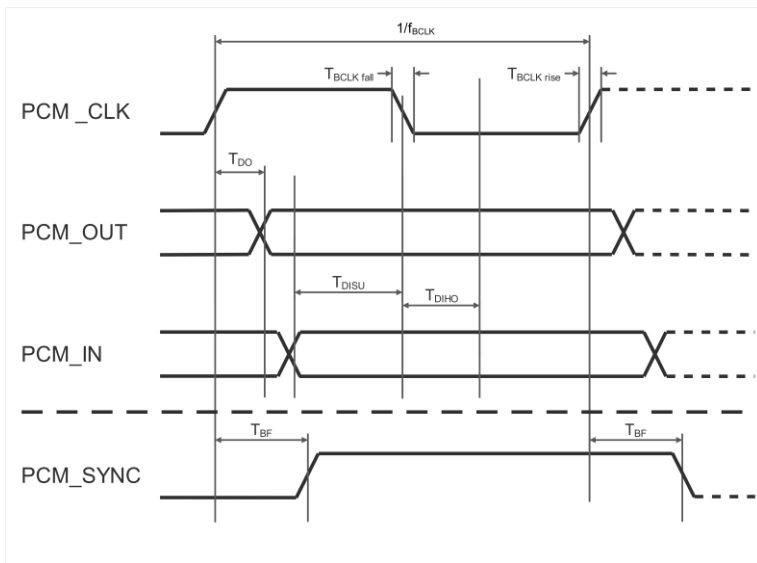 1/fBCLK
TBCLK fall
TBCLK rise
PCM _CLK
TDO
PCM_OUT
TDISU
TDIHO
PCM_IN
TBF
TBF
PCM_SYNC